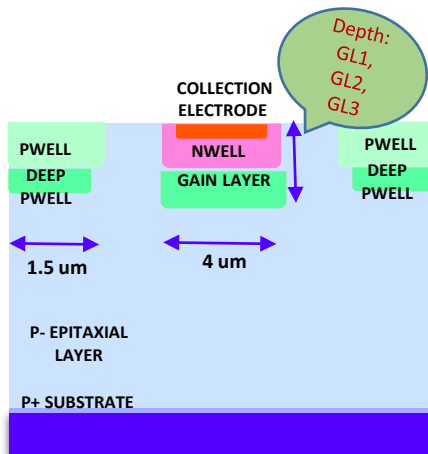 Depth:
GL1,
GL2,
GL3
COLLECTION
ELECTRODE
PWELL
DEEP
PWELL
NWELL
GAIN LAYER
PWELL
DEEP
PWELL
1.5 um
4 um
P- EPITAXIAL
LAYER
P+ SUBSTRATE